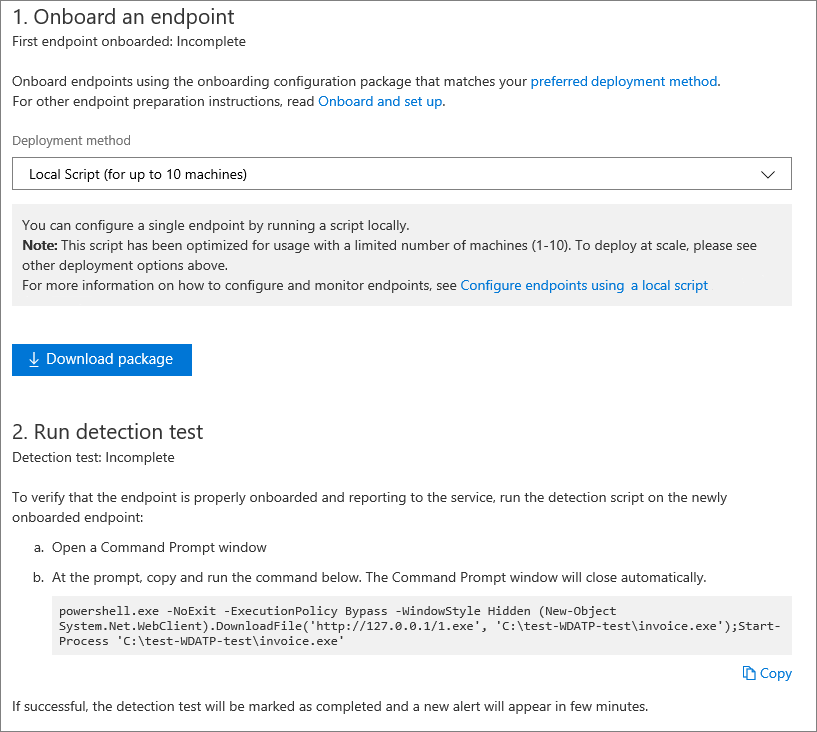 1. Onboard an endpoint
First endpoint onboarded: Incomplete
Onboard endpoints using the onboarding configuration package that matches your preferred deployment method.
For other endpoint preparation instructions, read Onboard and set up.
Deployment method
Local Script (for up to 10 machines)
You can configure a single endpoint by running a script locally.
Note: This script has been optimized for usage with a limited number of machines (1-10). To deploy at scale, please see
other deployment options above.
For more information on how to configure and monitor endpoints, see Configure endpoints using a local script
Download package
2. Run detection test
Detection test: Incomplete
To verify that the endpoint is properly onboarded and reporting to the service, run the detection script on the newly
onboarded endpoint:
a. Open a Command Prompt window
b. At the prompt, copy and run the command below. The Command Prompt window will close automatically.
powershell.exe -NoExit -ExecutionPolicy Bypass -WindowStyle Hidden (New-Object
System.Net.WebClient).DownloadFile('http://127.0.0.1/1.exe', 'C:\test-WDATP-test\invoice.exe');Start-
Process 'C:\test-WDATP-test\invoice.exe'
Copy
If successful, the detection test will be marked as completed and a new alert will appear in few minutes.